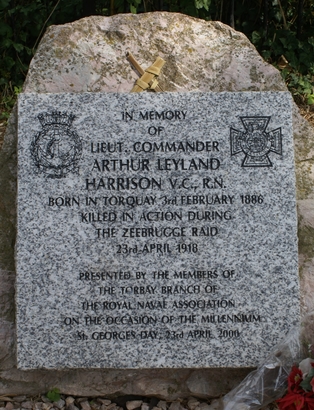 IN MEMORY
OF
LIEUT. COMMANDER
ARTHUR LEYLAND
HARRISON V.C., R.N.
BORN IN TORQUAY 3rd FEBRUARY 1886
KILLED IN ACTION DURING
THE ZEEBRUGGE RAID
23rd APRIL 1918
PRESENTED BY THE MEMBERS OF
THE TORBAY BRANCH OF
THE ROYAL NAVAL ASSOCIATION
ON THE OCCASION OF THE MILLENNIUM
St. GEORGES DAY, 23rd APRIL 2000